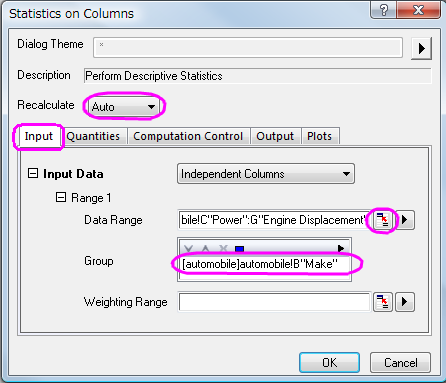 Statistics on Columns
Dialog Theme *
Description Perform Descriptive Statistics
Recalculate Auto
Input Quantities Computation Control Output Plots
Input Data Independent Columns
Range 1
Data Range bile!C"Power":G"Engine Displacement"
Group
[automobile]automobile!B"Make"
Weighting Range
OK Cancel